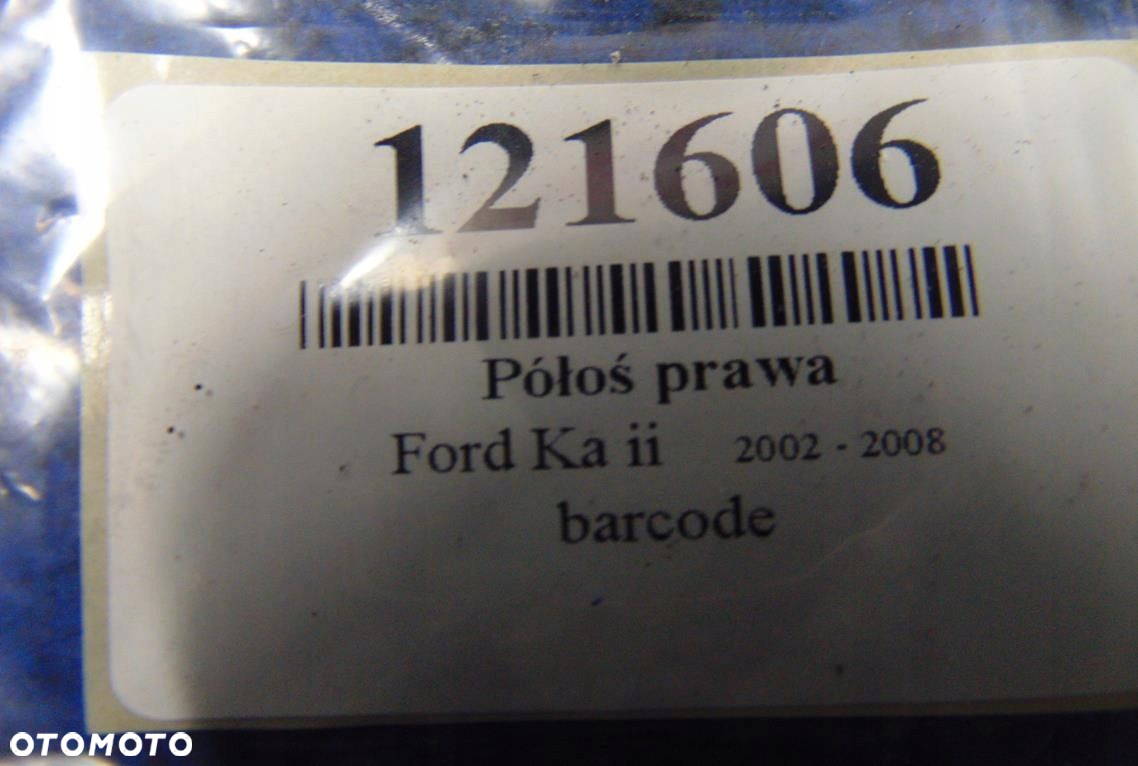 121606
Półoś prawa
Ford Ka ii 2002 - 2008
barcode
OTOMOTO